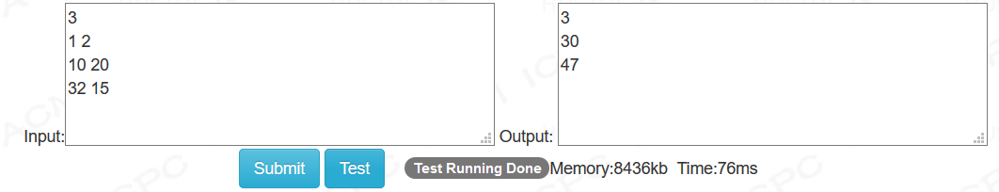 Input:
3
1 2
10 20
32 15
Output:
3
30
47
Submit
Test
Test Running Done
Memory:8436kb Time:76ms